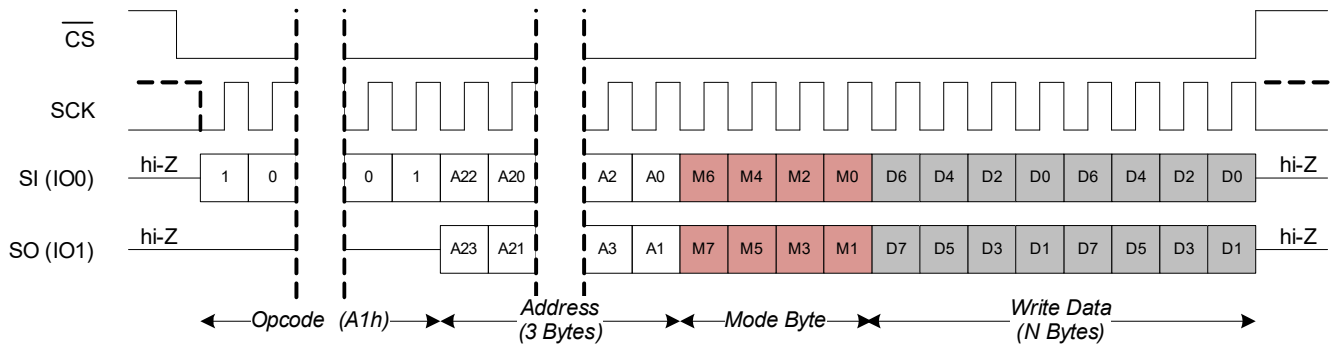 CS
SCK
hi-Z
SI (IO0)
1 0 0 1 A22 A20 A2 A0 M6 M4 M2 M0 D6 D4 D2 D0 D6 D4 D2 D0
hi-Z
hi-Z
SO (IO1)
A23 A21 A3 A1 M7 M5 M3 M1 D7 D5 D3 D1 D7 D5 D3 D1
hi-Z
Opcode (A1h)
Address
(3 Bytes)
Mode Byte
Write Data
(N Bytes)